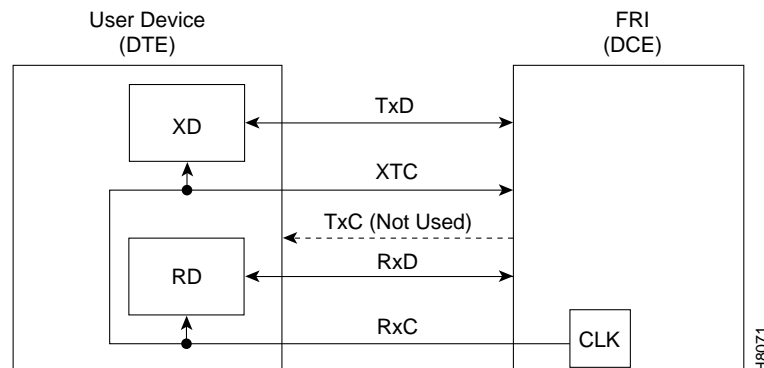 User Device
(DTE)
FRI
(DCE)
XD
TxD
XTC
TxC (Not Used)
RD
RxD
RxC
CLK